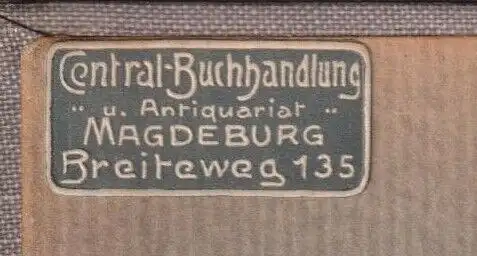 Central-Buchhandlung
" u. Antiquariat "
MAGDEBURG
Breiteweg 135